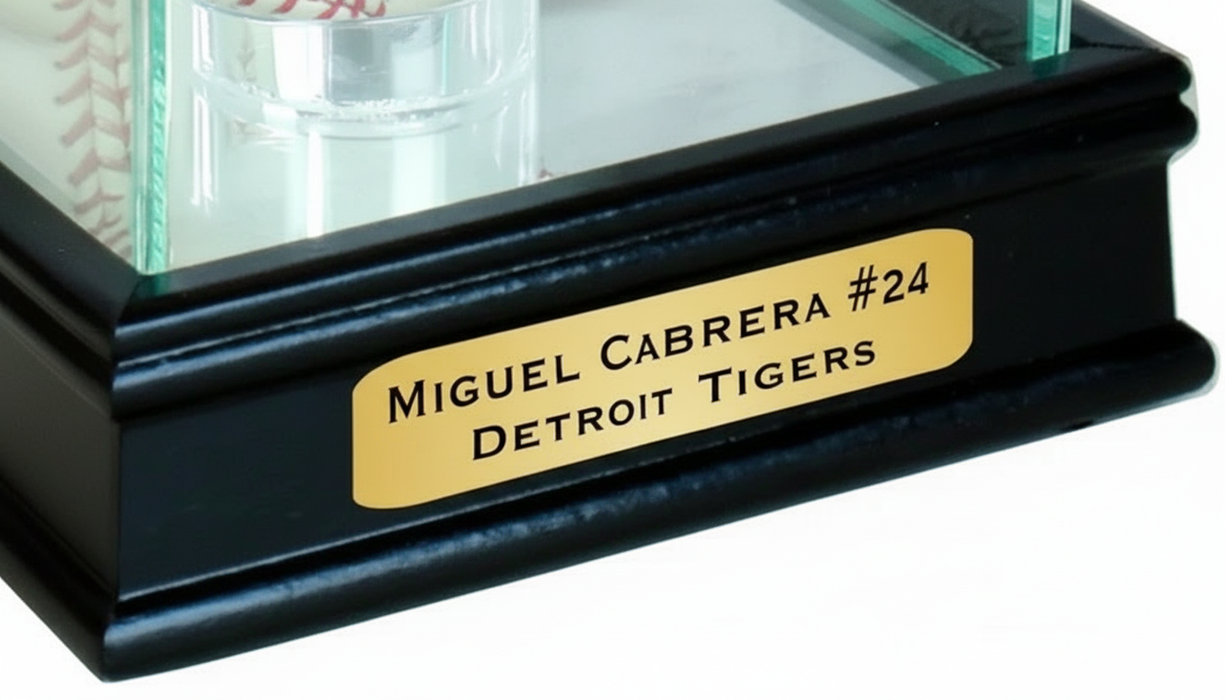 MIGUEL CABRERA #24
DETROIT TIGERS